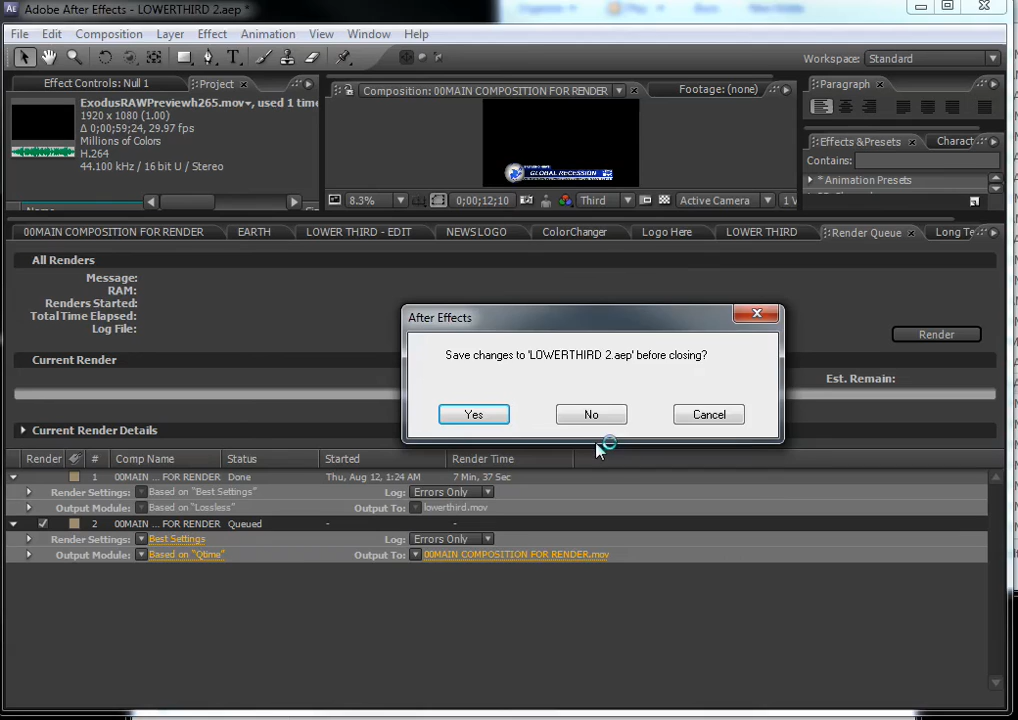 Adobe After Effects - LOWERTHIRD 2.aep *
File Edit Composition Layer Effect Animation View Window Help
Workspace: Standard
Effect Controls: Null 1
Project
Composition: 00MAIN COMPOSITION FOR RENDER
Footage: (none)
Paragraph
ExodusRAWPreviewh265.mov, used 1 time
1920 x 1080 (1.00)
Δ 0;00;59;24, 29.97 fps
Millions of Colors
H.264
44.100 kHz / 16 bit U / Stereo
GLOBAL RECESSION
Effects & Presets
Charact
Contains:
* Animation Presets
8.3%
0;00;12;10
Third
Active Camera
1 V
00MAIN COMPOSITION FOR RENDER
EARTH
LOWER THIRD - EDIT
NEWS LOGO
ColorChanger
Logo Here
LOWER THIRD
Render Queue
Long Te
All Renders
Message:
RAM:
Renders Started:
Total Time Elapsed:
Log File:
Render
Current Render
Est. Remain:
After Effects
Save changes to 'LOWERTHIRD 2.aep' before closing?
Yes No Cancel
Current Render Details
Render # Comp Name Status Started Render Time
1 00MAIN ... FOR RENDER Done Thu, Aug 12, 1:24 AM 7 Min, 37 Sec
Render Settings: Based on "Best Settings" Log: Errors Only
Output Module: Based on "Lossless" Output To: lowerthird.mov
2 00MAIN ... FOR RENDER Queued - -
Render Settings: Best Settings Log: Errors Only
Output Module: Based on "Qtime" Output To: 00MAIN COMPOSITION FOR RENDER.mov